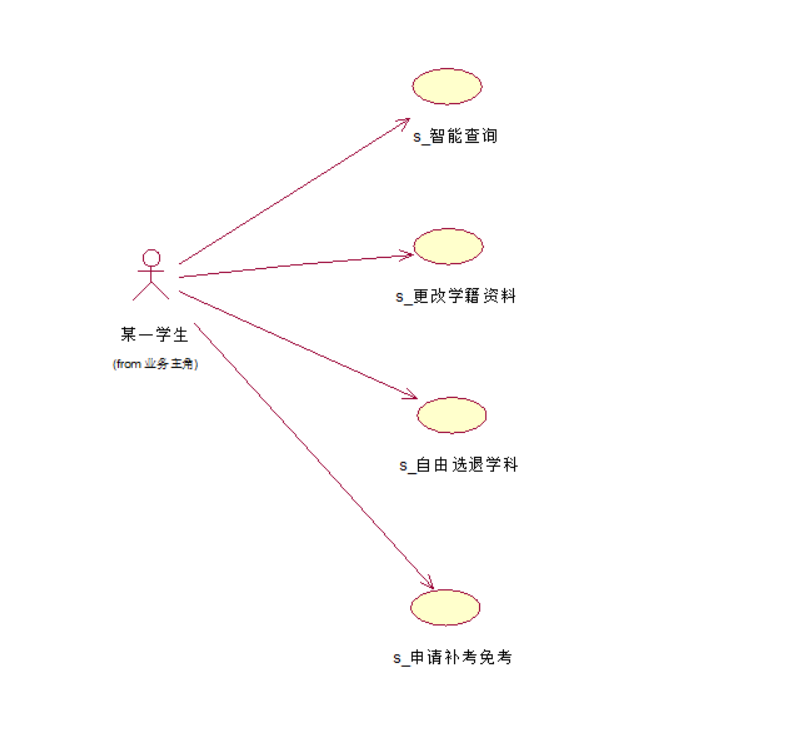 s_智能查询
s_更改学籍资料
某一学生
(from 业务主角)
s_自由选退学科
s_申请补考免考